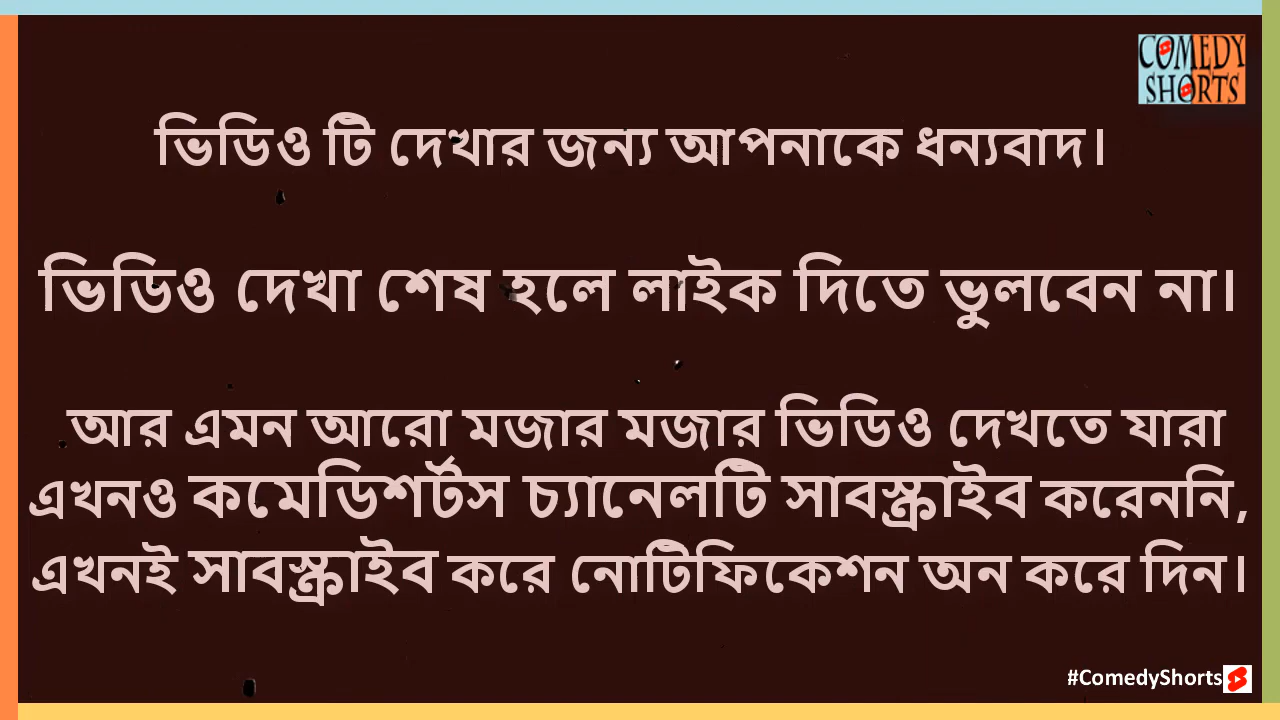 COMEDY
SHORTS
ভিডিও টি দেখার জন্য আপনাকে ধন্যবাদ।
ভিডিও দেখা শেষ হলে লাইক দিতে ভুলবেন না।
আর এমন আরো মজার মজার ভিডিও দেখতে যারা
এখনও কমেডিশর্টস চ্যানেলটি সাবস্ক্রাইব করেননি,
এখনই সাবস্ক্রাইব করে নোটিফিকেশন অন করে দিন।
#ComedyShorts